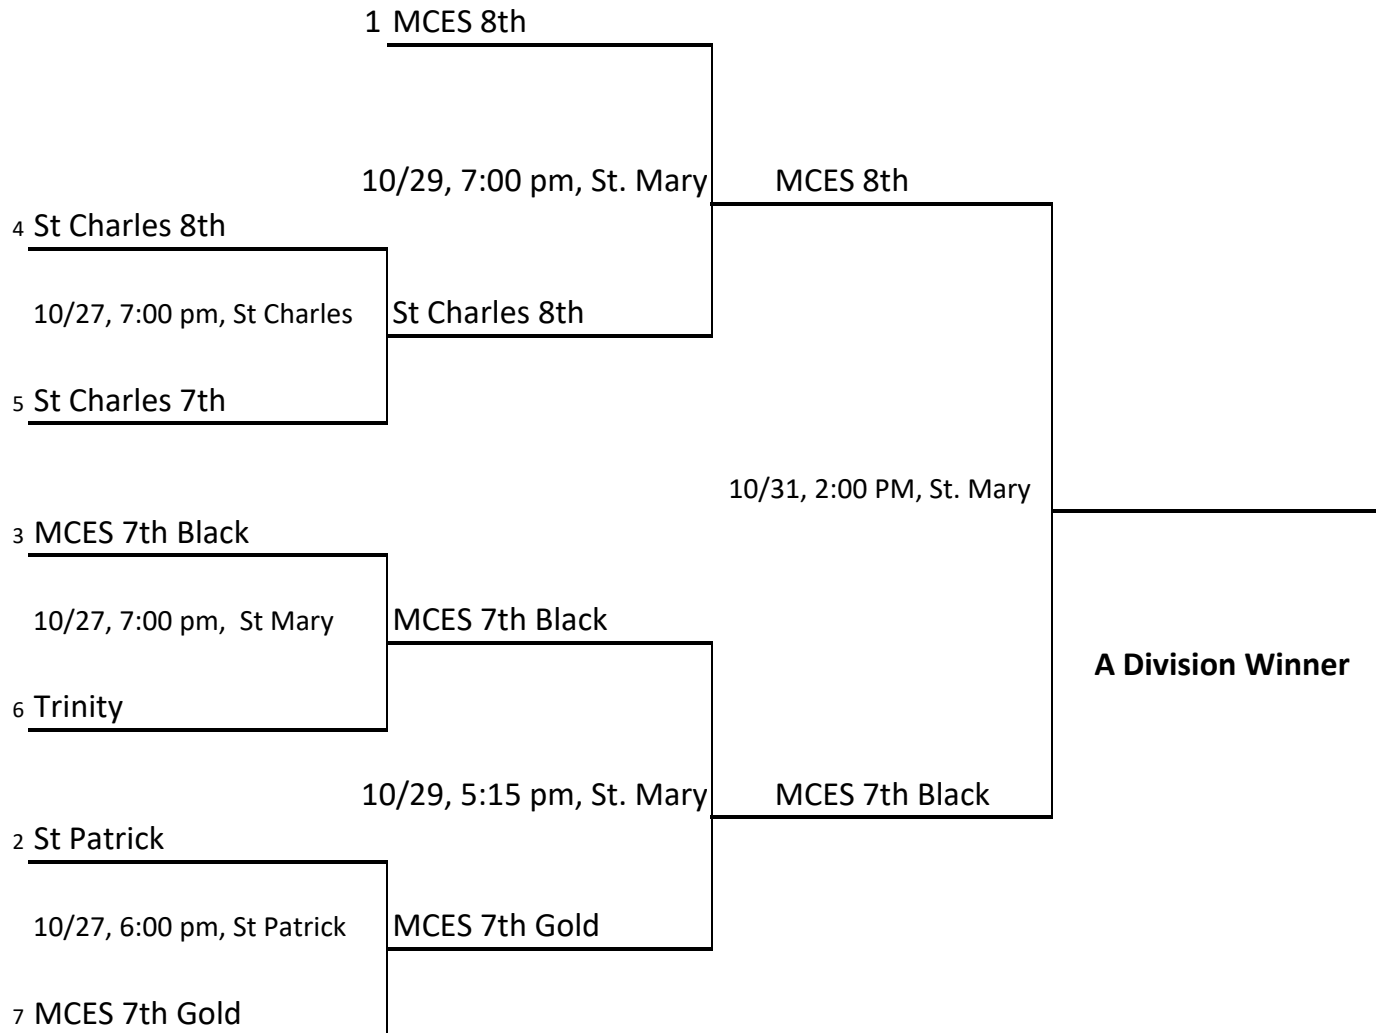 1 MCES 8th
10/29, 7:00 pm, St. Mary
MCES 8th
4 St Charles 8th
10/27, 7:00 pm, St Charles
St Charles 8th
5 St Charles 7th
10/31, 2:00 PM, St. Mary
3 MCES 7th Black
10/27, 7:00 pm,  St Mary
MCES 7th Black
A Division Winner
6 Trinity
10/29, 5:15 pm, St. Mary
MCES 7th Black
2 St Patrick
10/27, 6:00 pm, St Patrick
MCES 7th Gold
7 MCES 7th Gold